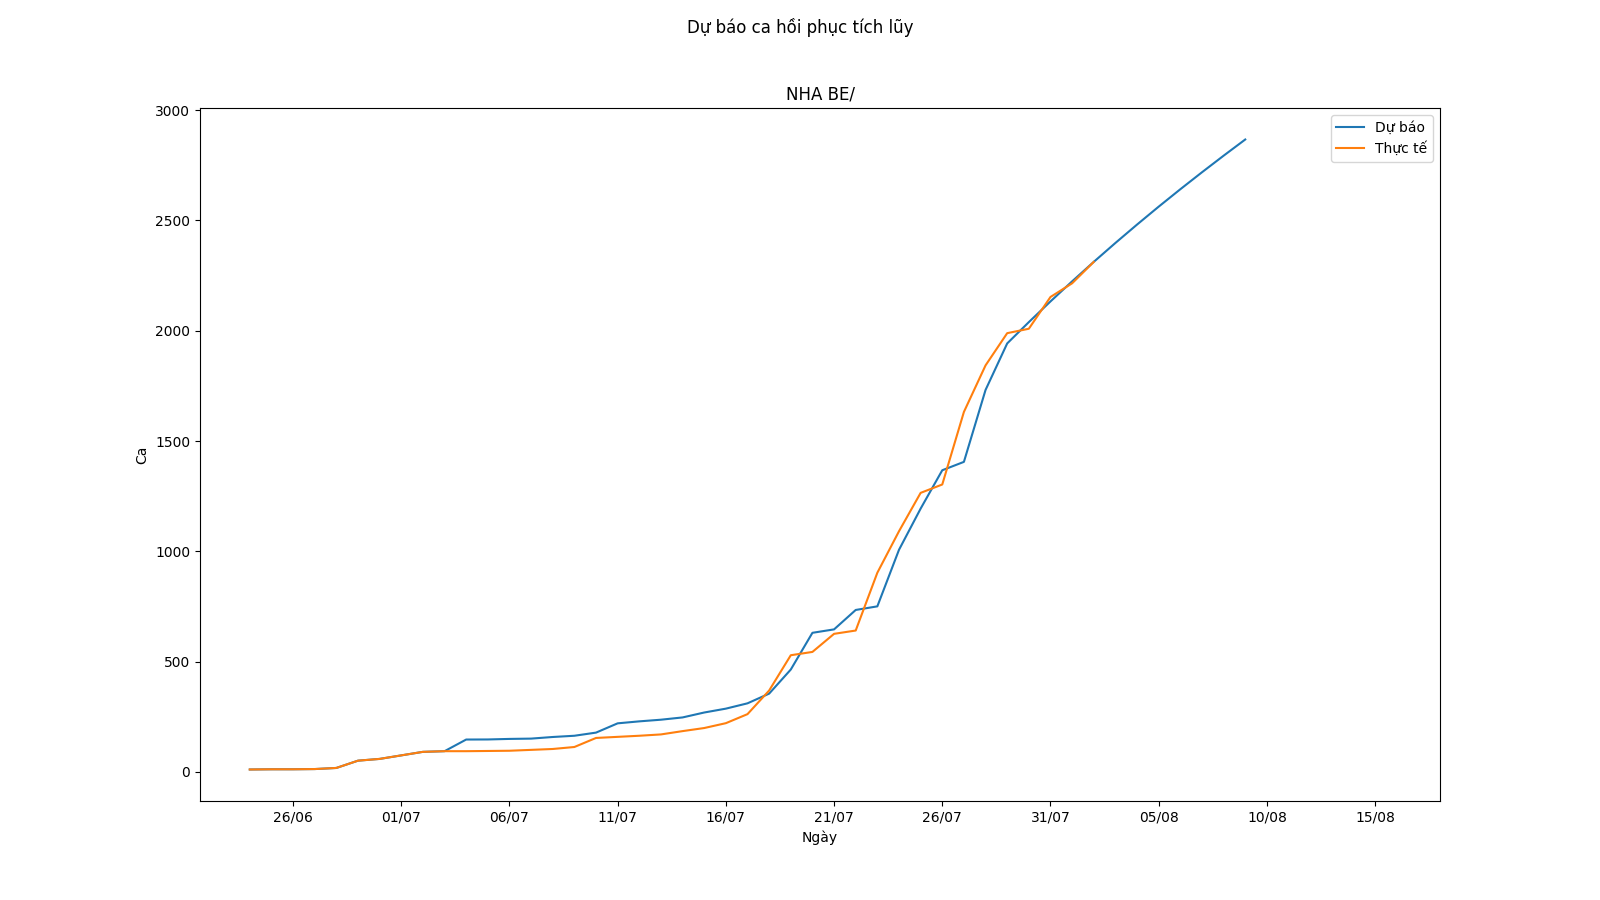 Dự báo ca hồi phục tích lũy
NHA BE/
3000
2500
2000
1500
1000
500
0
Ca
Dự báo
Thực tế
26/06 01/07 06/07 11/07 16/07 21/07 26/07 31/07 05/08 10/08 15/08
Ngày